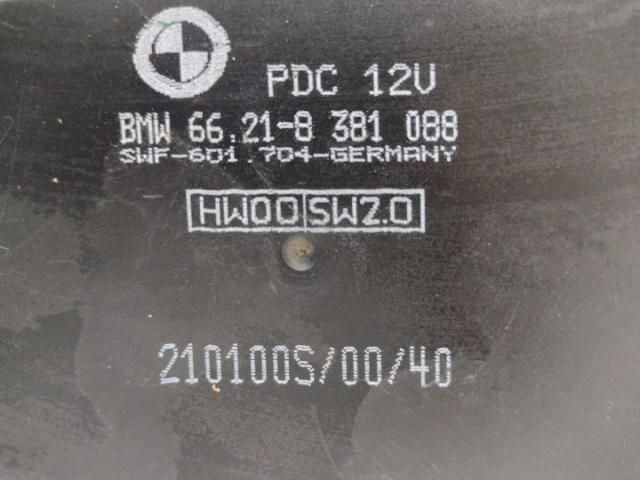 PDC 12V
BMW 66.21-8 381 088
SWF-601.704-GERMANY
HW00 SW2.0
210100S/00/40